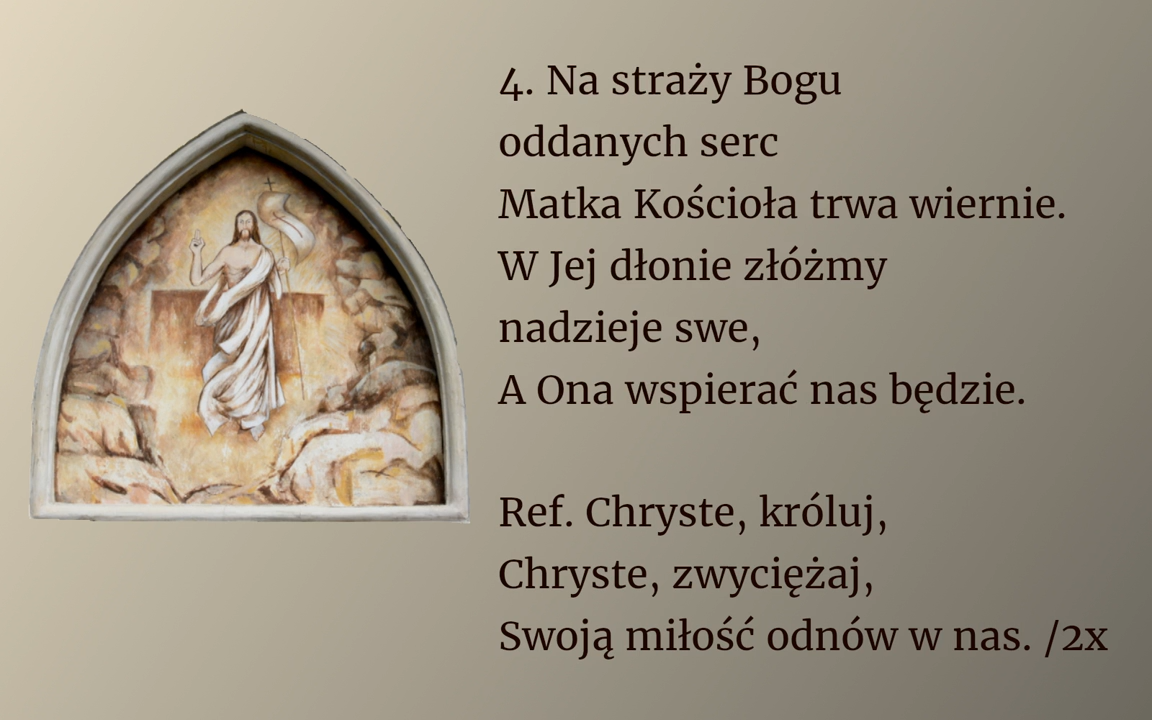 4. Na straży Bogu
oddanych serc
Matka Kościoła trwa wiernie.
W Jej dłonie złóżmy
nadzieje swe,
A Ona wspierać nas będzie.
Ref. Chryste, króluj,
Chryste, zwyciężaj,
Swoją miłość odnów w nas. /2x